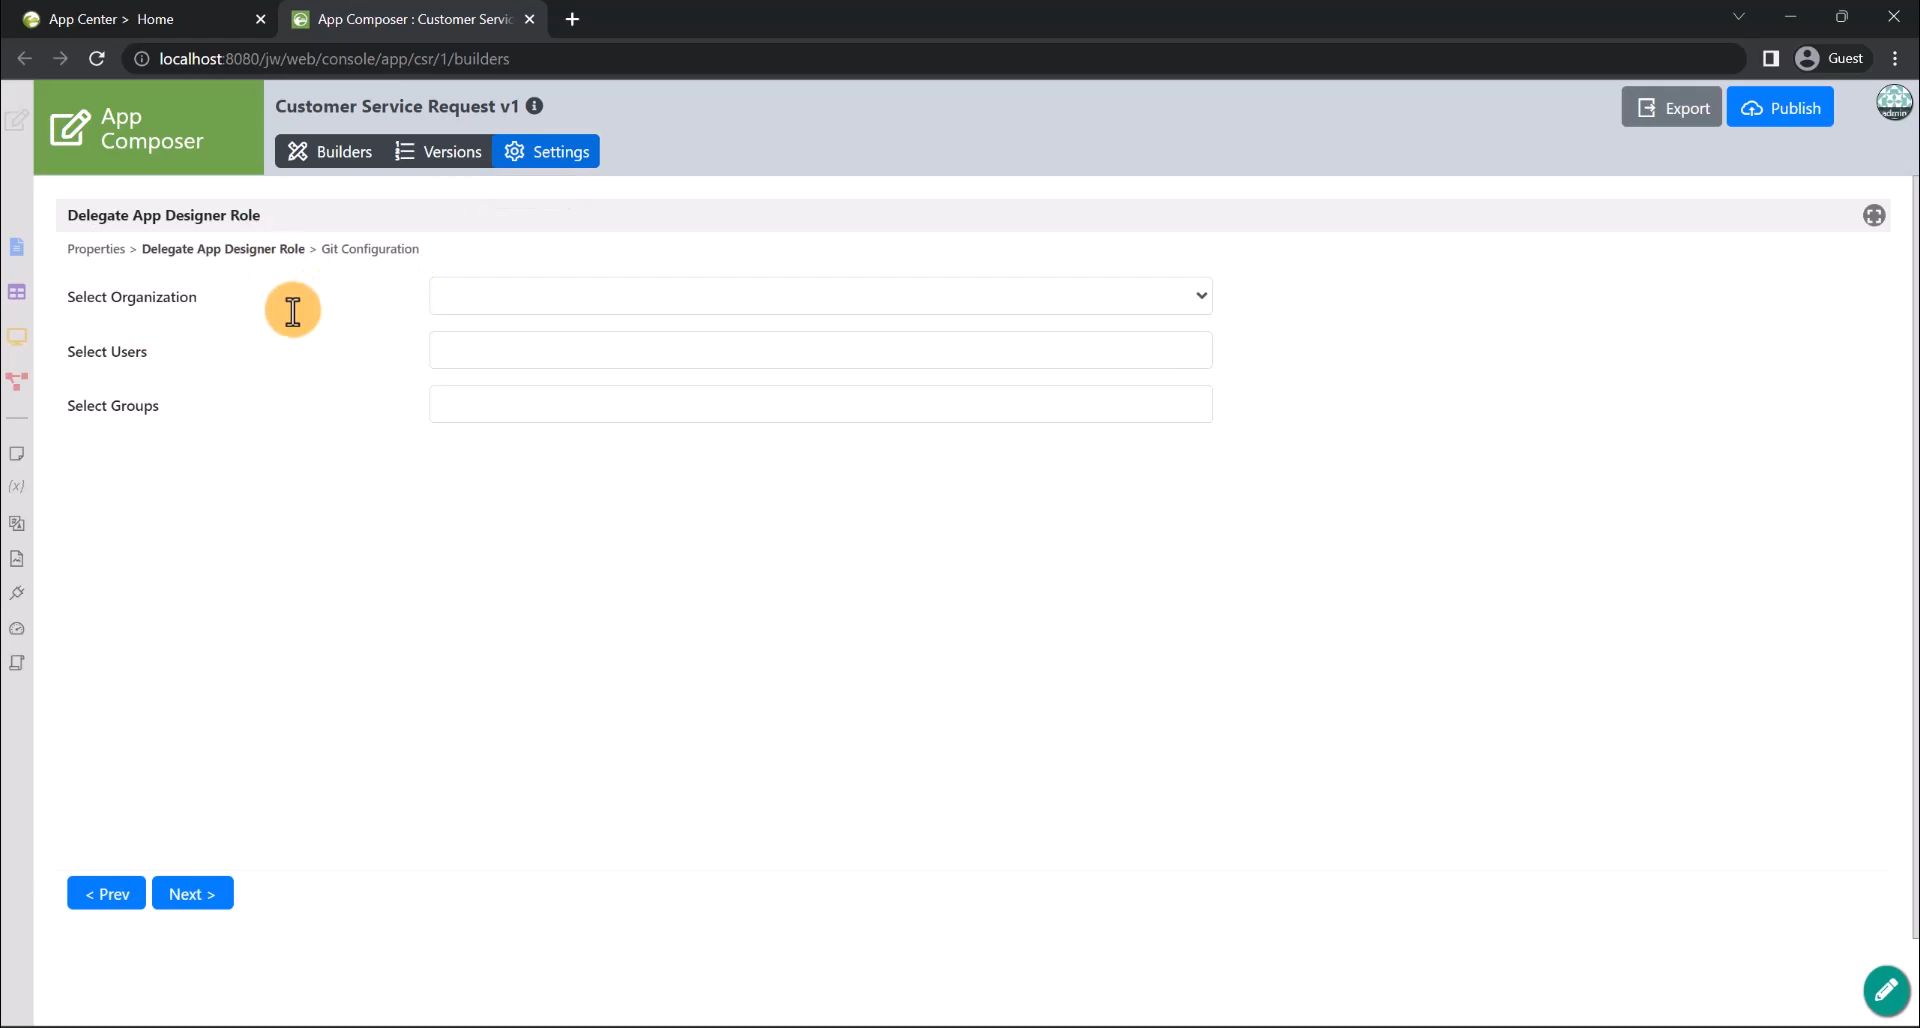 App Center > Home
App Composer : Customer Servic
localhost:8080/jw/web/console/app/csr/1/builders
Guest
App
Composer
Customer Service Request v1
Export
Publish
admin
Builders
Versions
Settings
Delegate App Designer Role
Properties > Delegate App Designer Role > Git Configuration
Select Organization
Select Users
Select Groups
< Prev
Next >